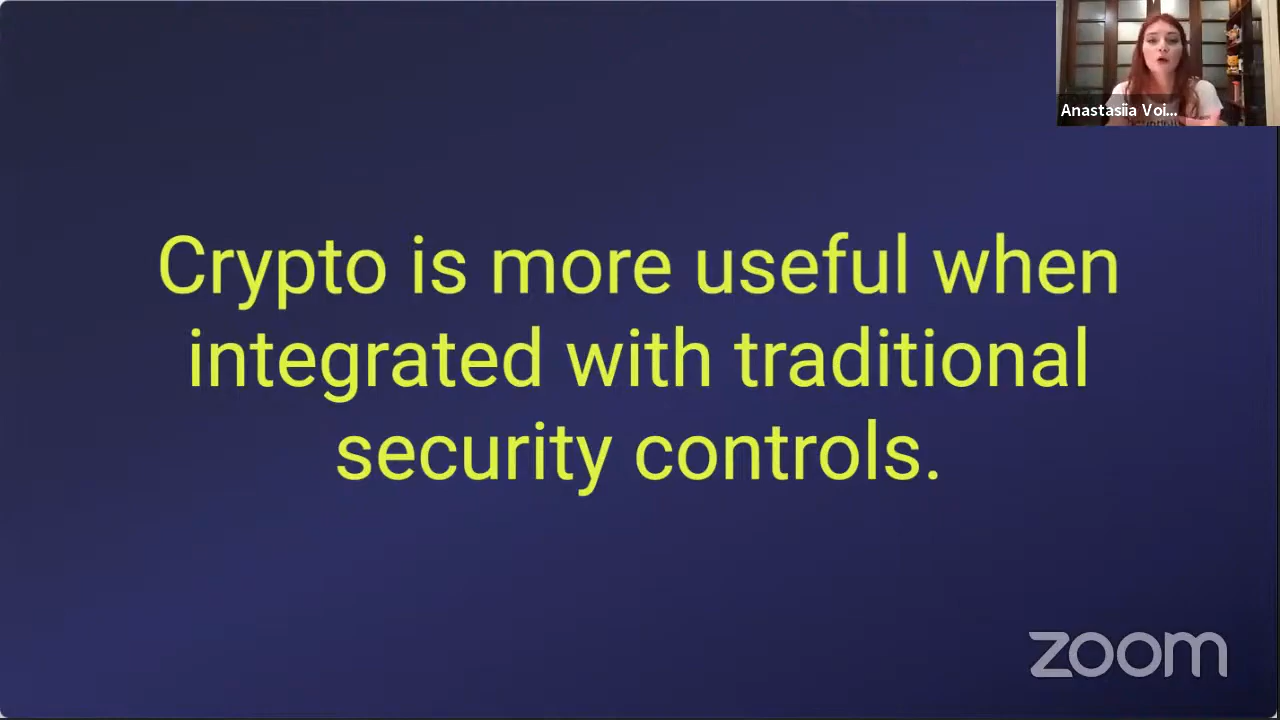 Anastasiia Voi...
Crypto is more useful when
integrated with traditional
security controls.
zoom